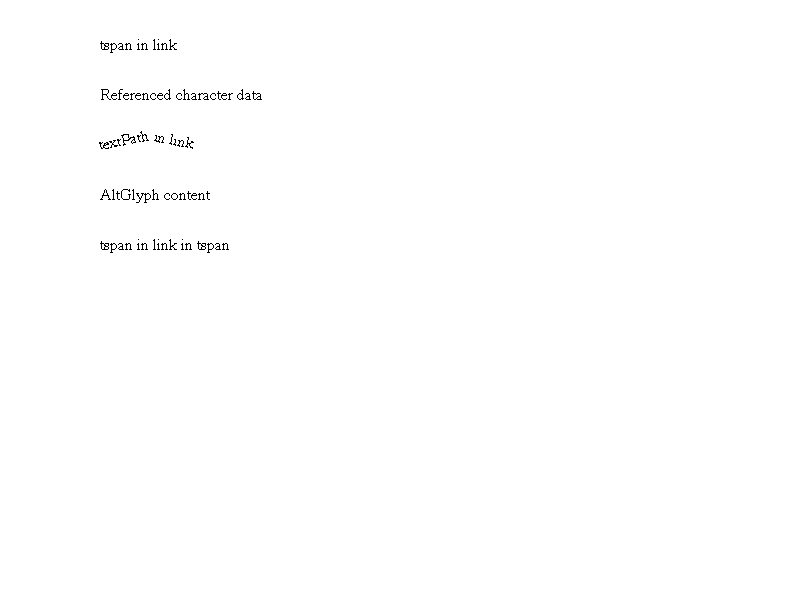 tspan in link
Referenced character data
textPath in link
AltGlyph content
tspan in link in tspan